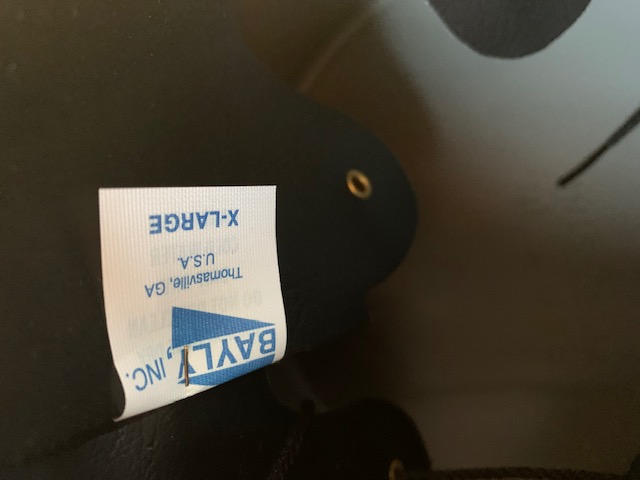 BAYLY, INC.
Thomasville, GA
U.S.A.
X-LARGE